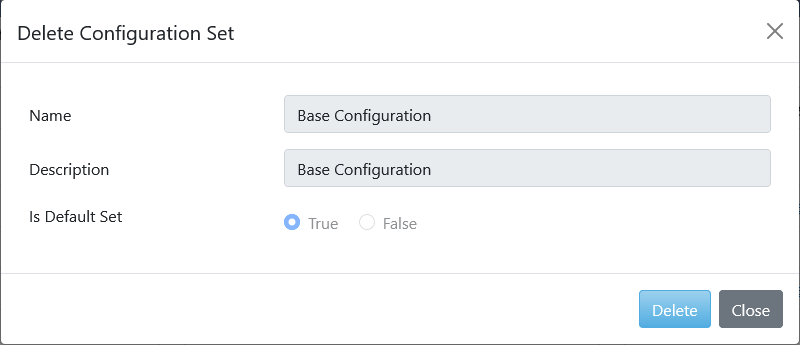 Delete Configuration Set
Name
Base Configuration
Description
Base Configuration
Is Default Set
True
False
Delete
Close